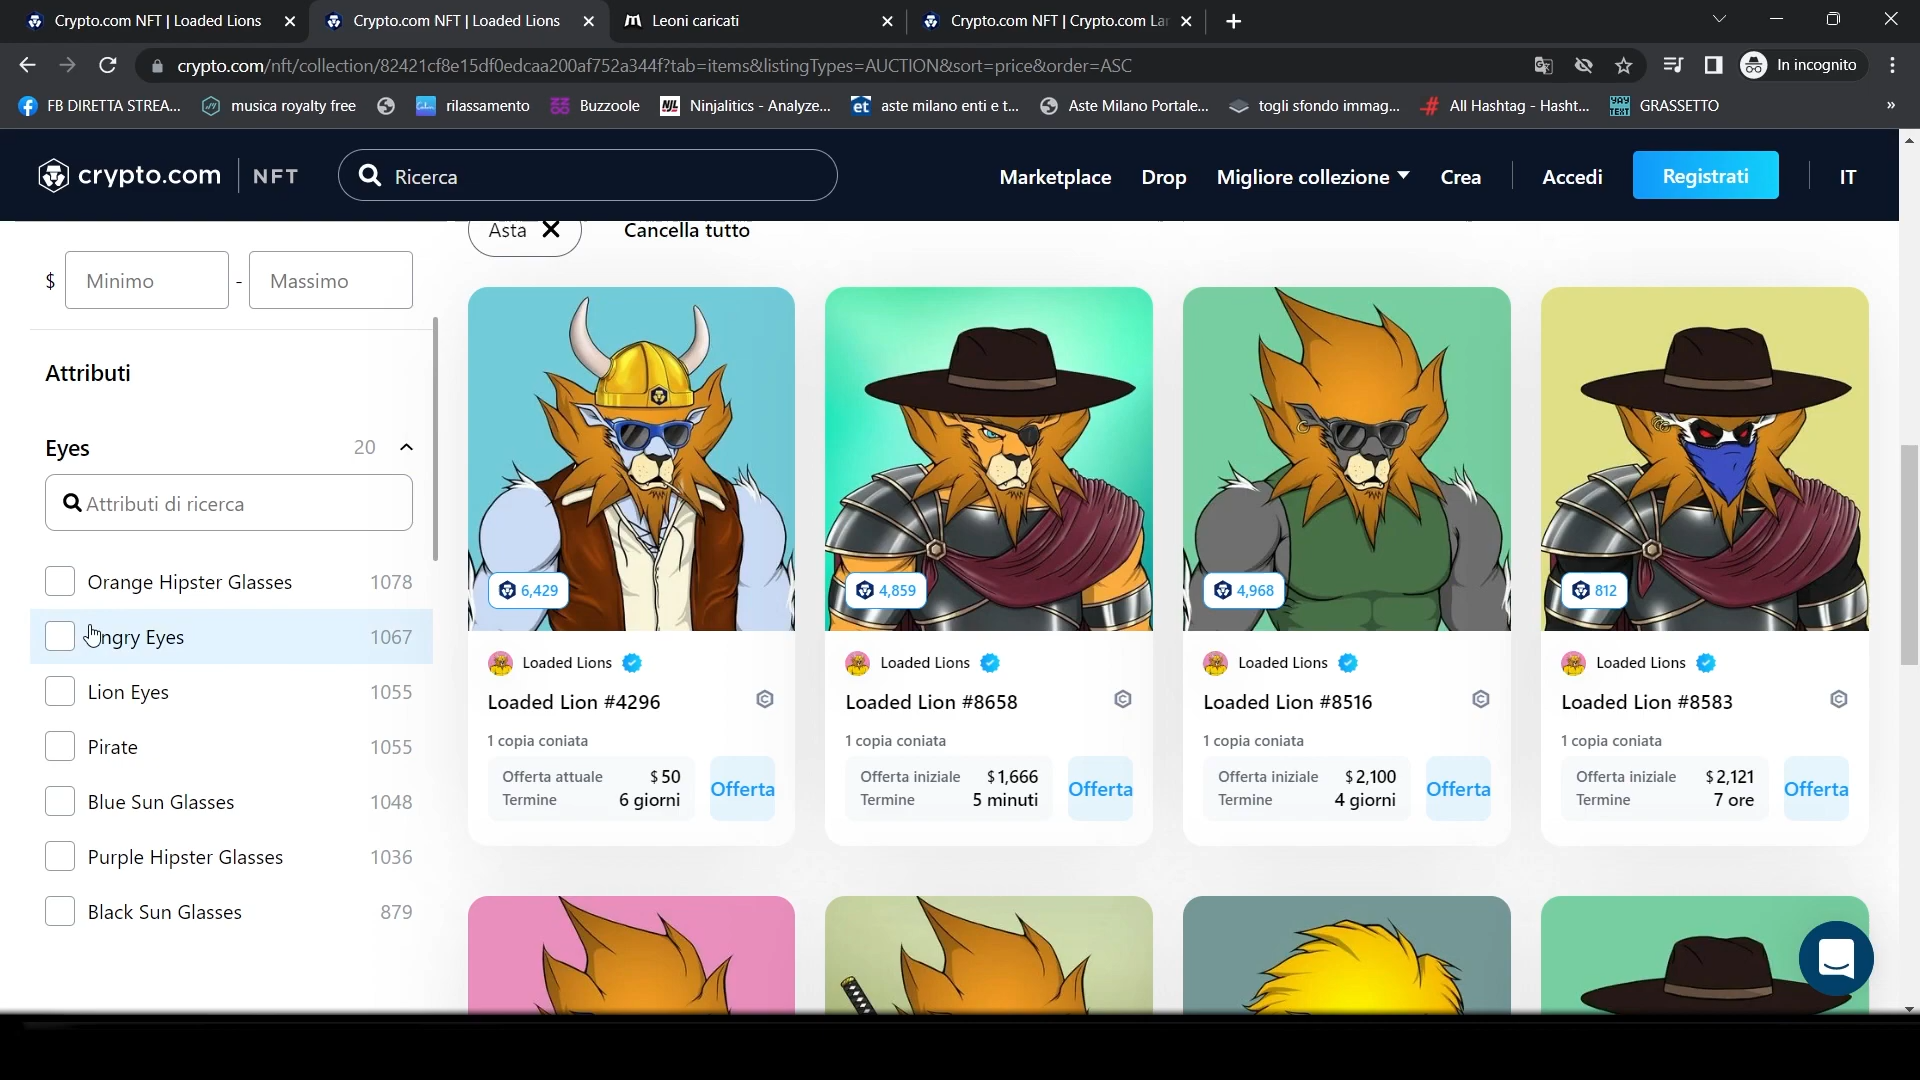 Crypto.com NFT | Loaded Lions
Crypto.com NFT | Loaded Lions
Leoni caricati
Crypto.com NFT | Crypto.com Lar
crypto.com/nft/collection/82421cf8e15df0edcaa200af752a344f?tab=items&listingTypes=AUCTION&sort=price&order=ASC
In incognito
FB DIRETTA STREA...
musica royalty free
rilassamento
Buzzoole
NJL
Ninjalitics - Analyze...
et
aste milano enti e t...
Aste Milano Portale...
togli sfondo immag...
All Hashtag - Hasht...
YAY TEXT
GRASSETTO
»
crypto.com NFT
Ricerca
Marketplace
Drop
Migliore collezione
Crea
Accedi
Registrati
IT
Asta
Cancella tutto
$ Minimo - Massimo
Attributi
Eyes 20
Attributi di ricerca
Orange Hipster Glasses 1078
ngry Eyes 1067
Lion Eyes 1055
Pirate 1055
Blue Sun Glasses 1048
Purple Hipster Glasses 1036
Black Sun Glasses 879
6,429
Loaded Lions
Loaded Lion #4296
1 copia coniata
Offerta attuale $50
Termine 6 giorni
Offerta
4,859
Loaded Lions
Loaded Lion #8658
1 copia coniata
Offerta iniziale $1,666
Termine 5 minuti
Offerta
4,968
Loaded Lions
Loaded Lion #8516
1 copia coniata
Offerta iniziale $2,100
Termine 4 giorni
Offerta
812
Loaded Lions
Loaded Lion #8583
1 copia coniata
Offerta iniziale $2,121
Termine 7 ore
Offerta